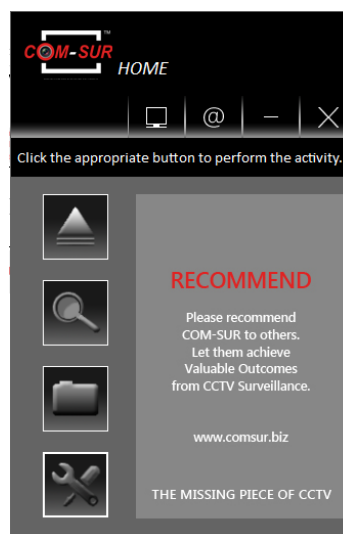 ™
COM-SUR
HOME
@
Click the appropriate button to perform the activity.
RECOMMEND
Please recommend
COM-SUR to others.
Let them achieve
Valuable Outcomes
from CCTV Surveillance.
www.comsur.biz
THE MISSING PIECE OF CCTV